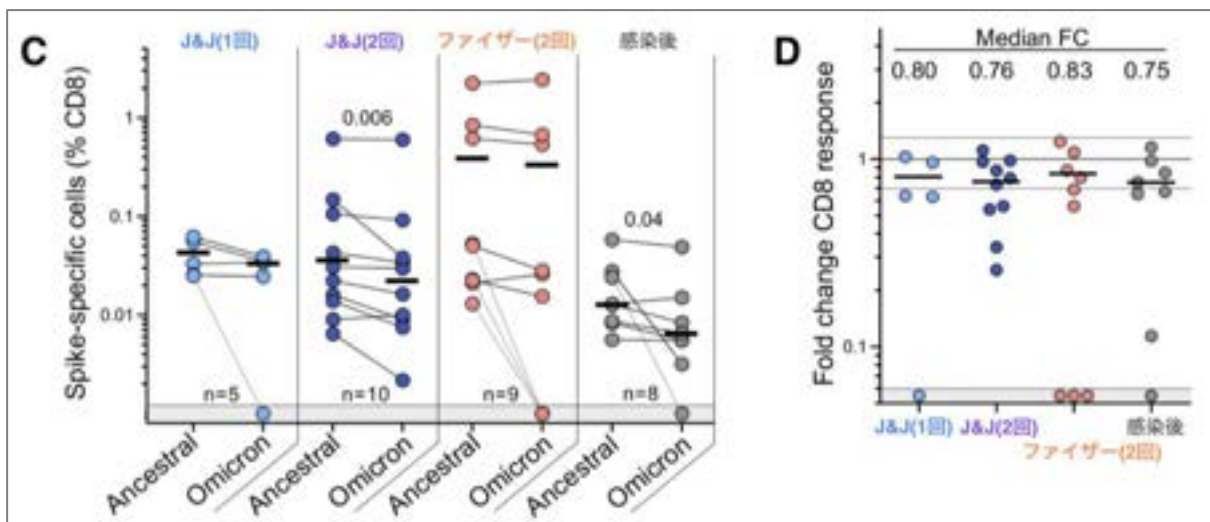 C
J&J(1回)
J&J(2回)
ファイザー(2回)
感染後
Spike-specific cells (% CD8)
1
0.1
0.01
0.006
0.04
n=5
n=10
n=9
n=8
Ancestral
Omicron
Ancestral
Omicron
Ancestral
Omicron
Ancestral
Omicron
D
Median FC
0.80 0.76 0.83 0.75
Fold change CD8 response
1
0.1
J&J(1回)
J&J(2回)
ファイザー(2回)
感染後